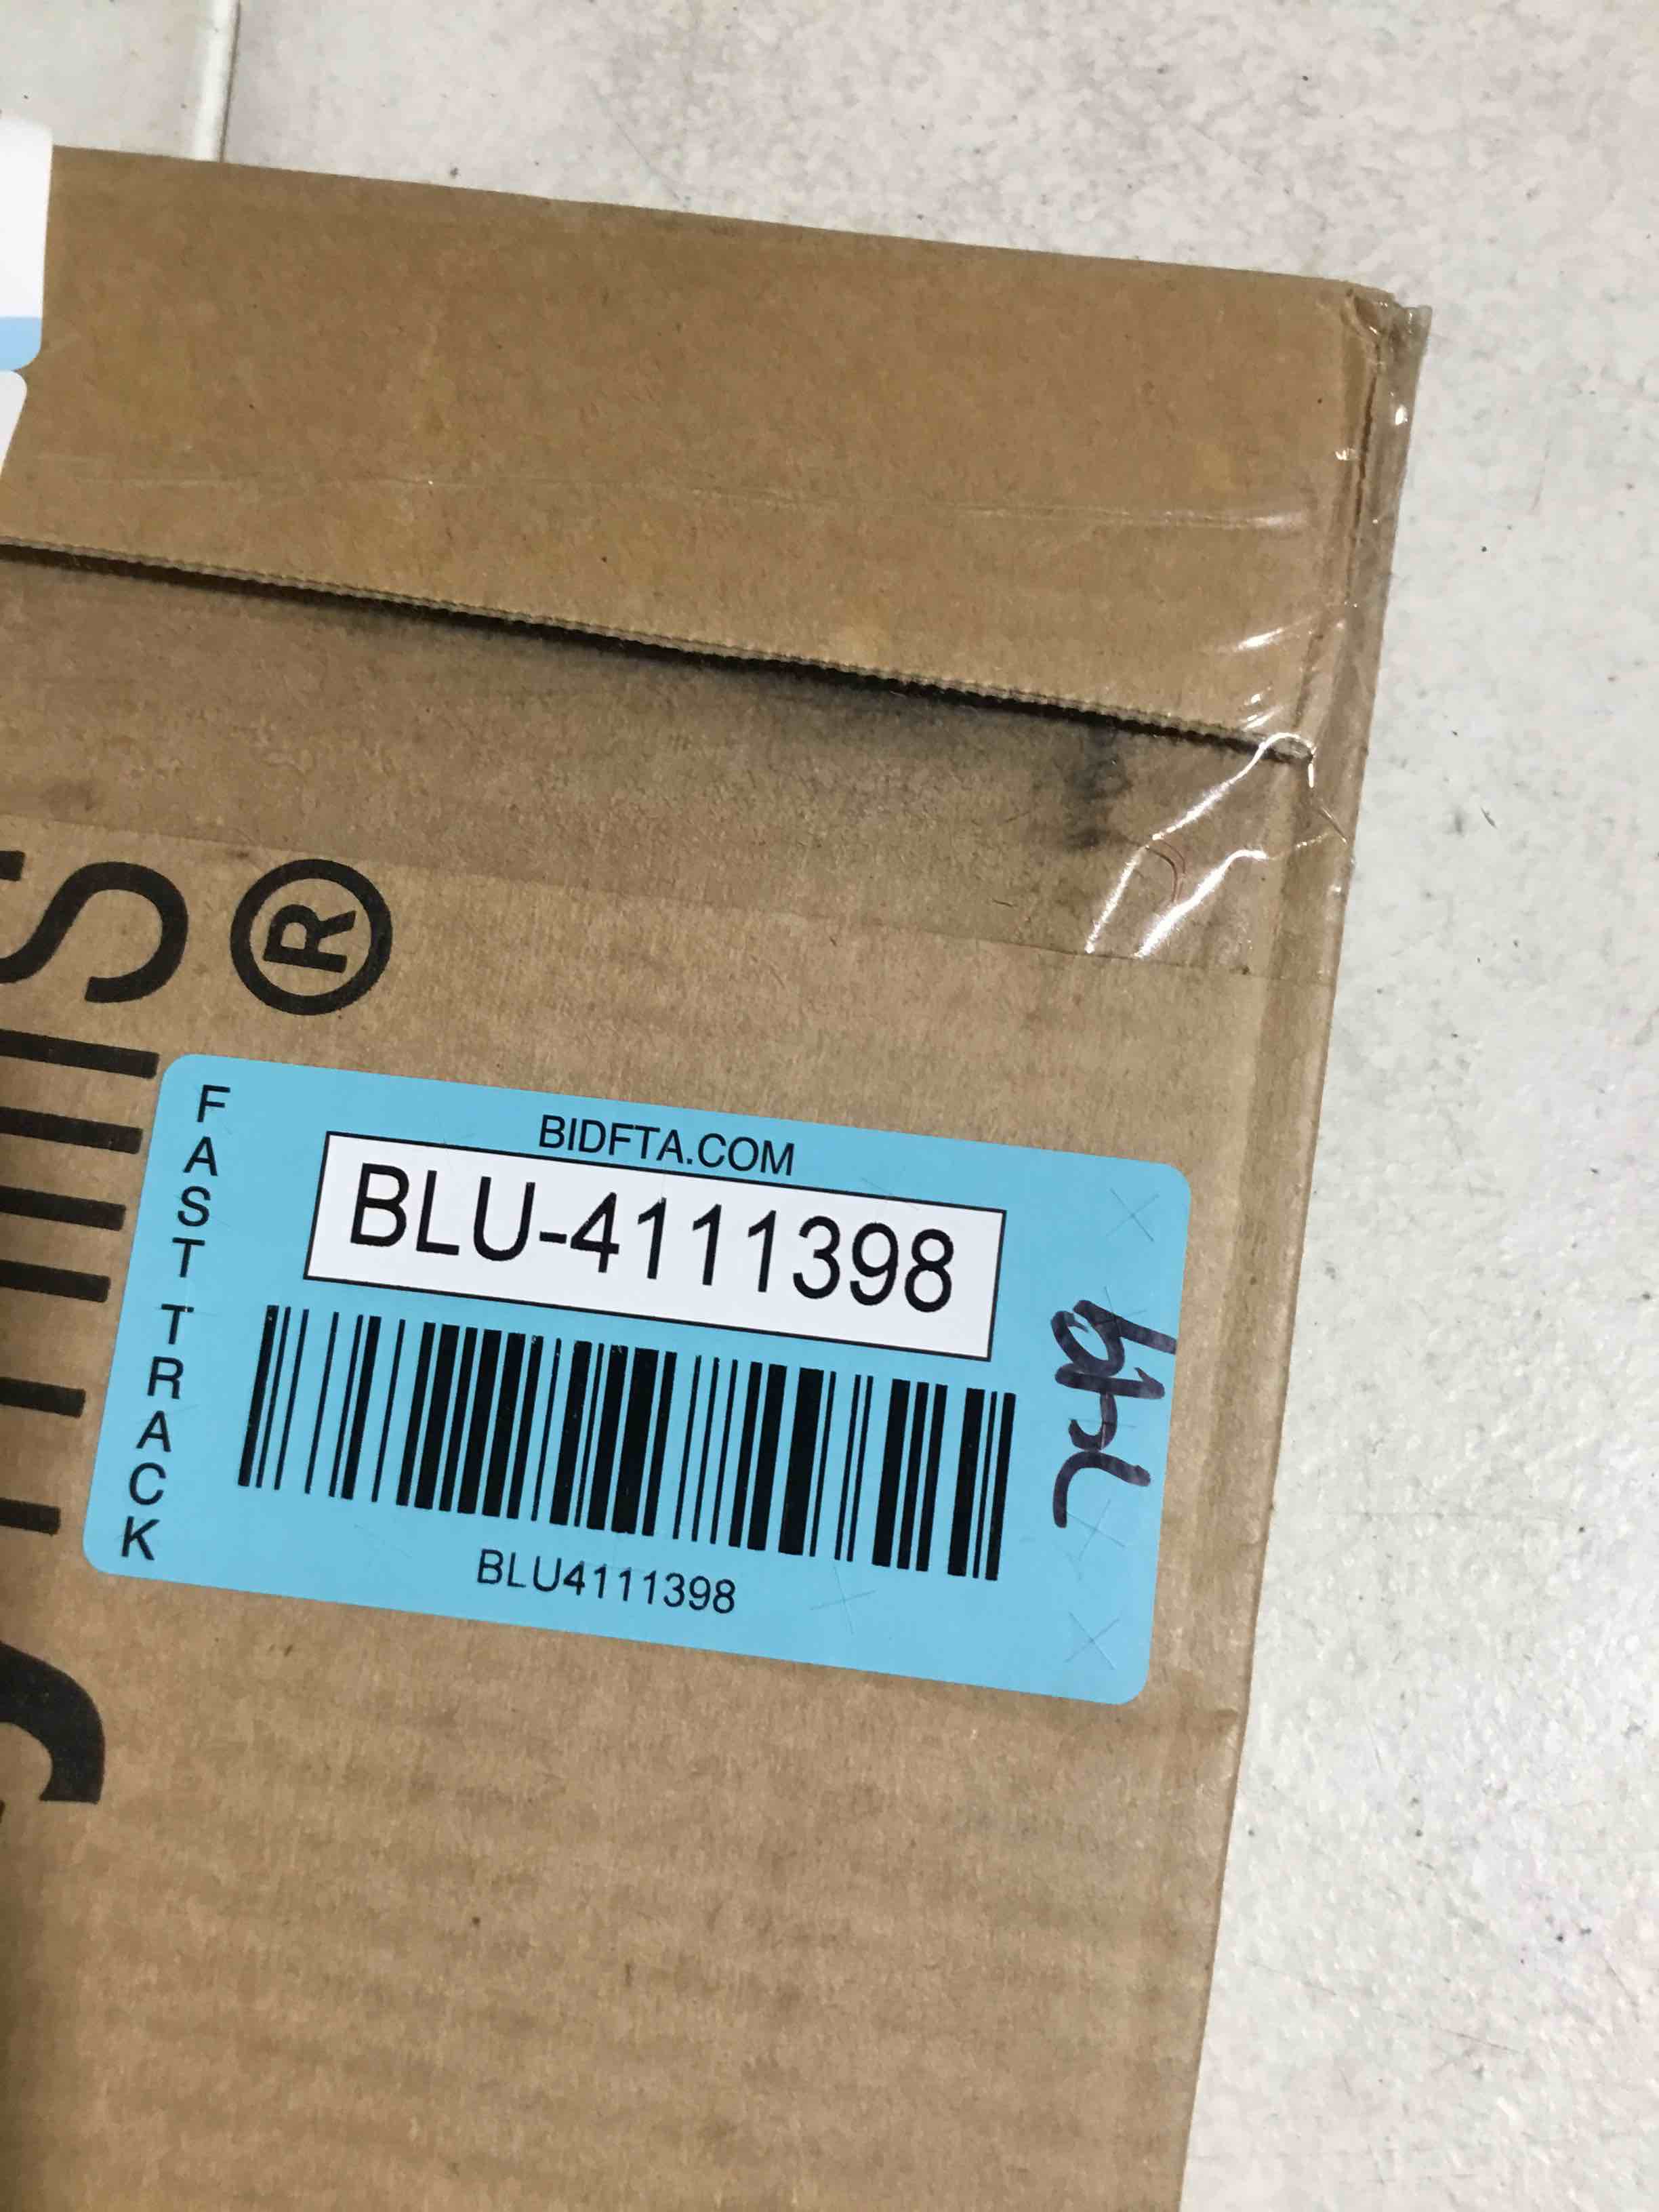 S®
FAST TRACK
BIDFTA.COM
BLU-4111398
BLU4111398